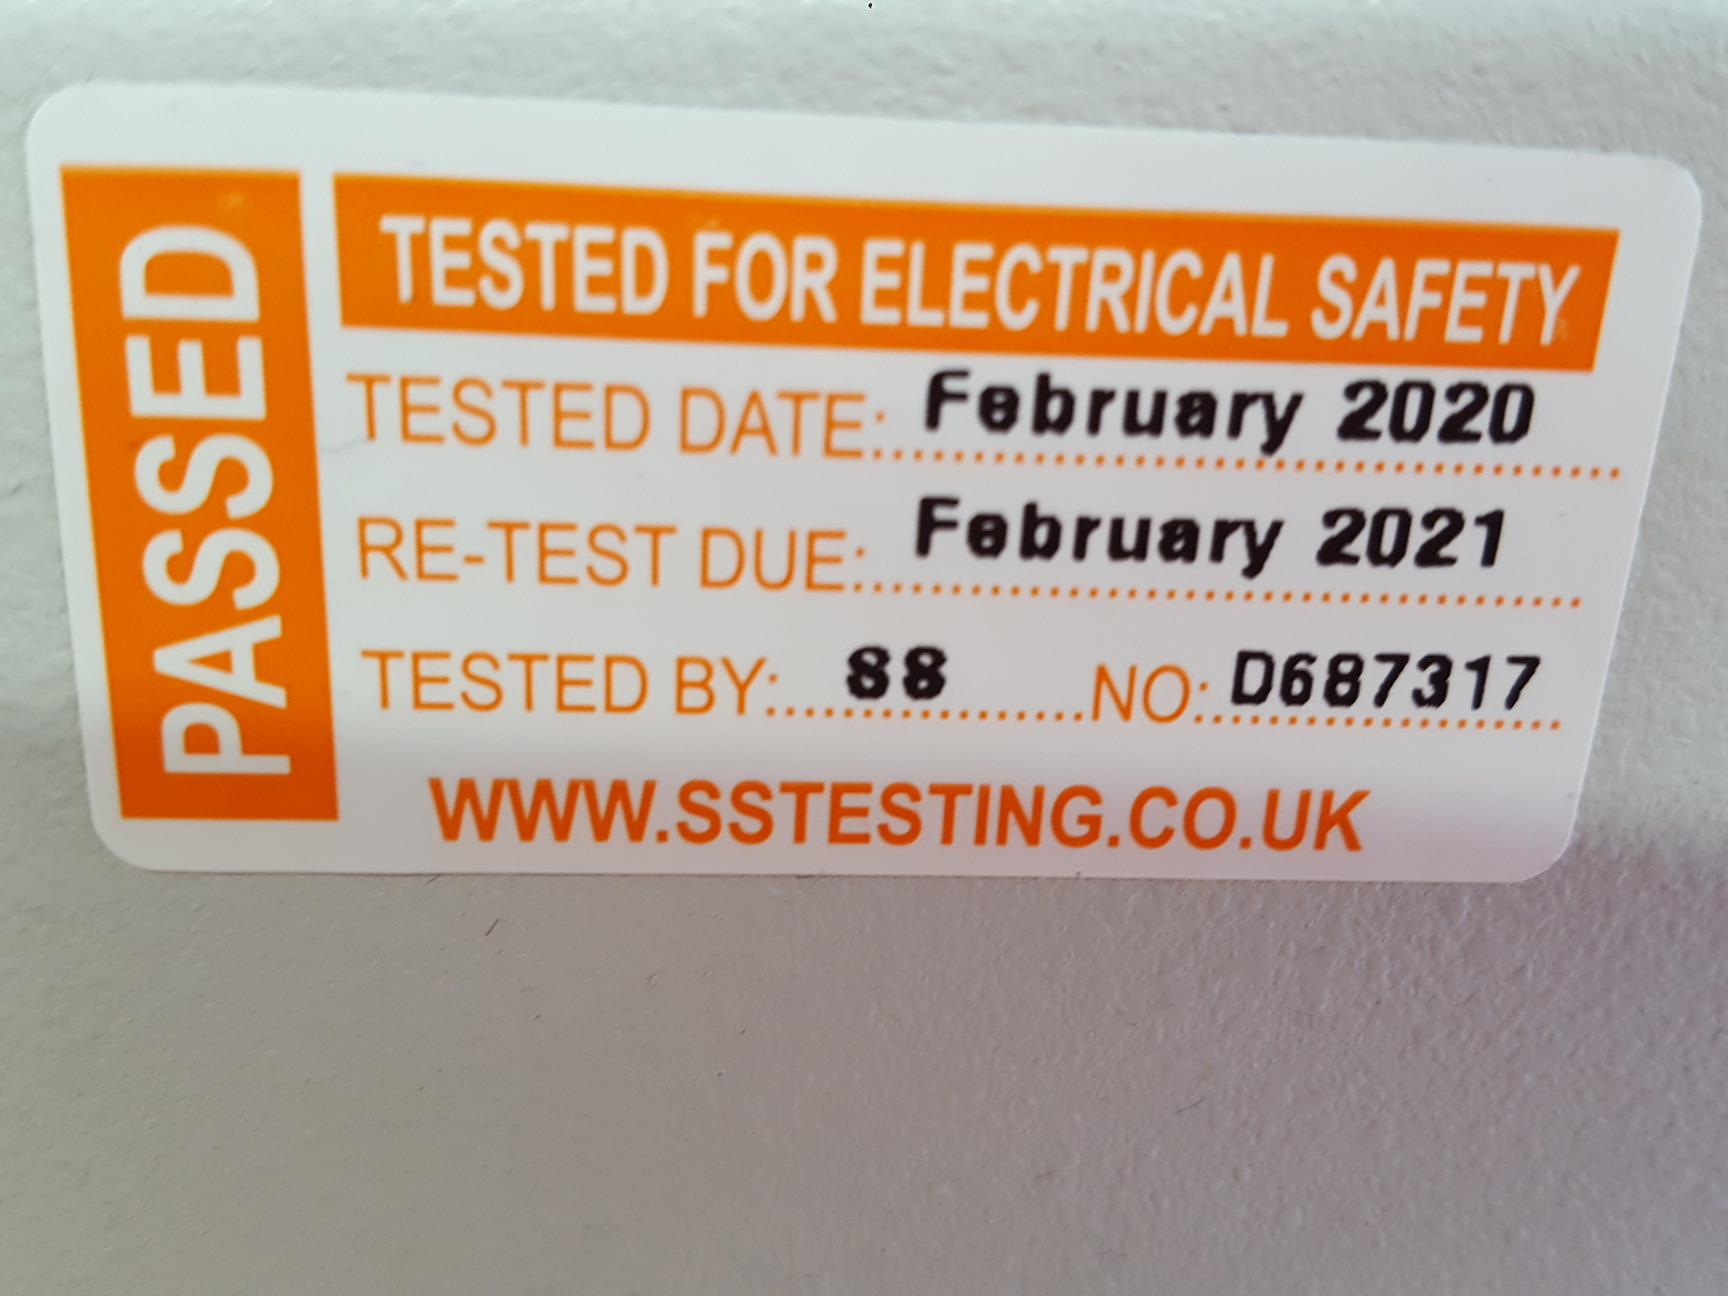 PASSED
TESTED FOR ELECTRICAL SAFETY
TESTED DATE: February 2020
RE-TEST DUE: February 2021
TESTED BY: 88 NO: D687317
WWW.SSTESTING.CO.UK